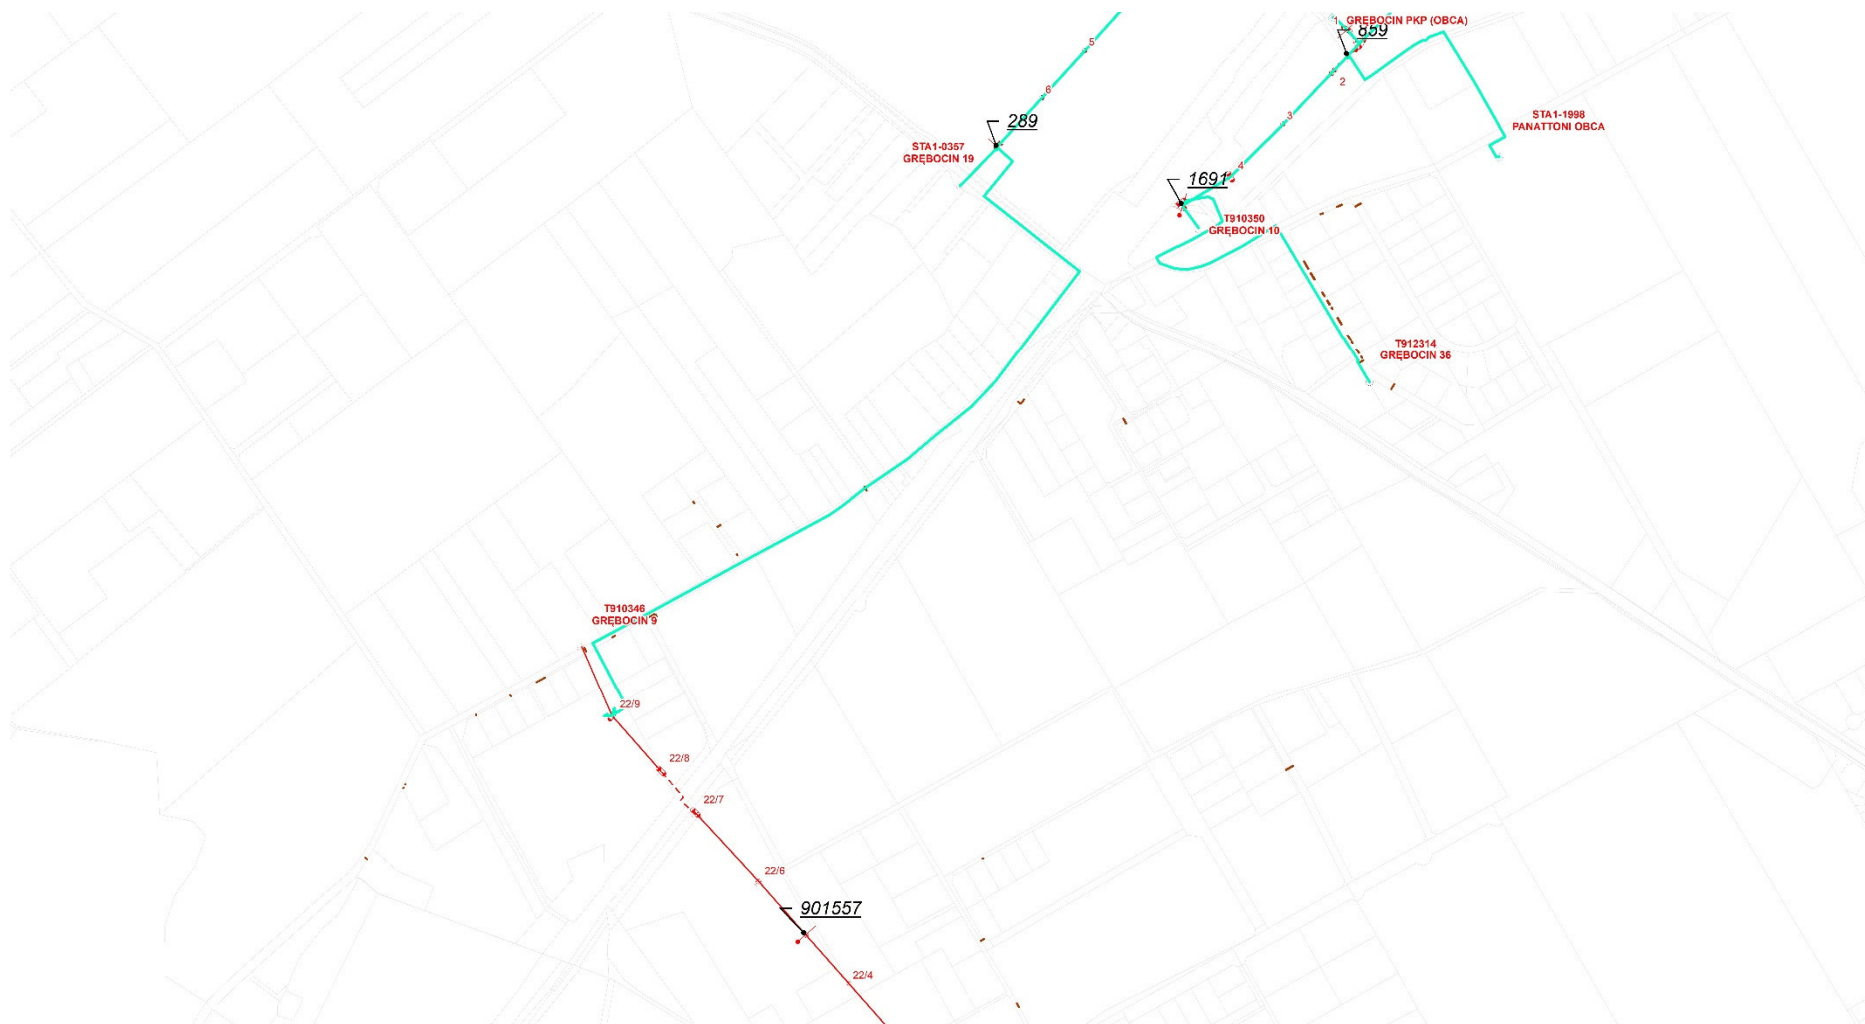 1
GRĘBOCIN PKP (OBCA)
859
5
2
6
STA1-1998
PANATTONI OBCA
3
289
STA1-0357
GRĘBOCIN 19
4
1691
T910350
GRĘBOCIN 10
T912314
GRĘBOCIN 36
T910346
GRĘBOCIN 9
22/9
22/8
22/7
22/6
901557
22/4